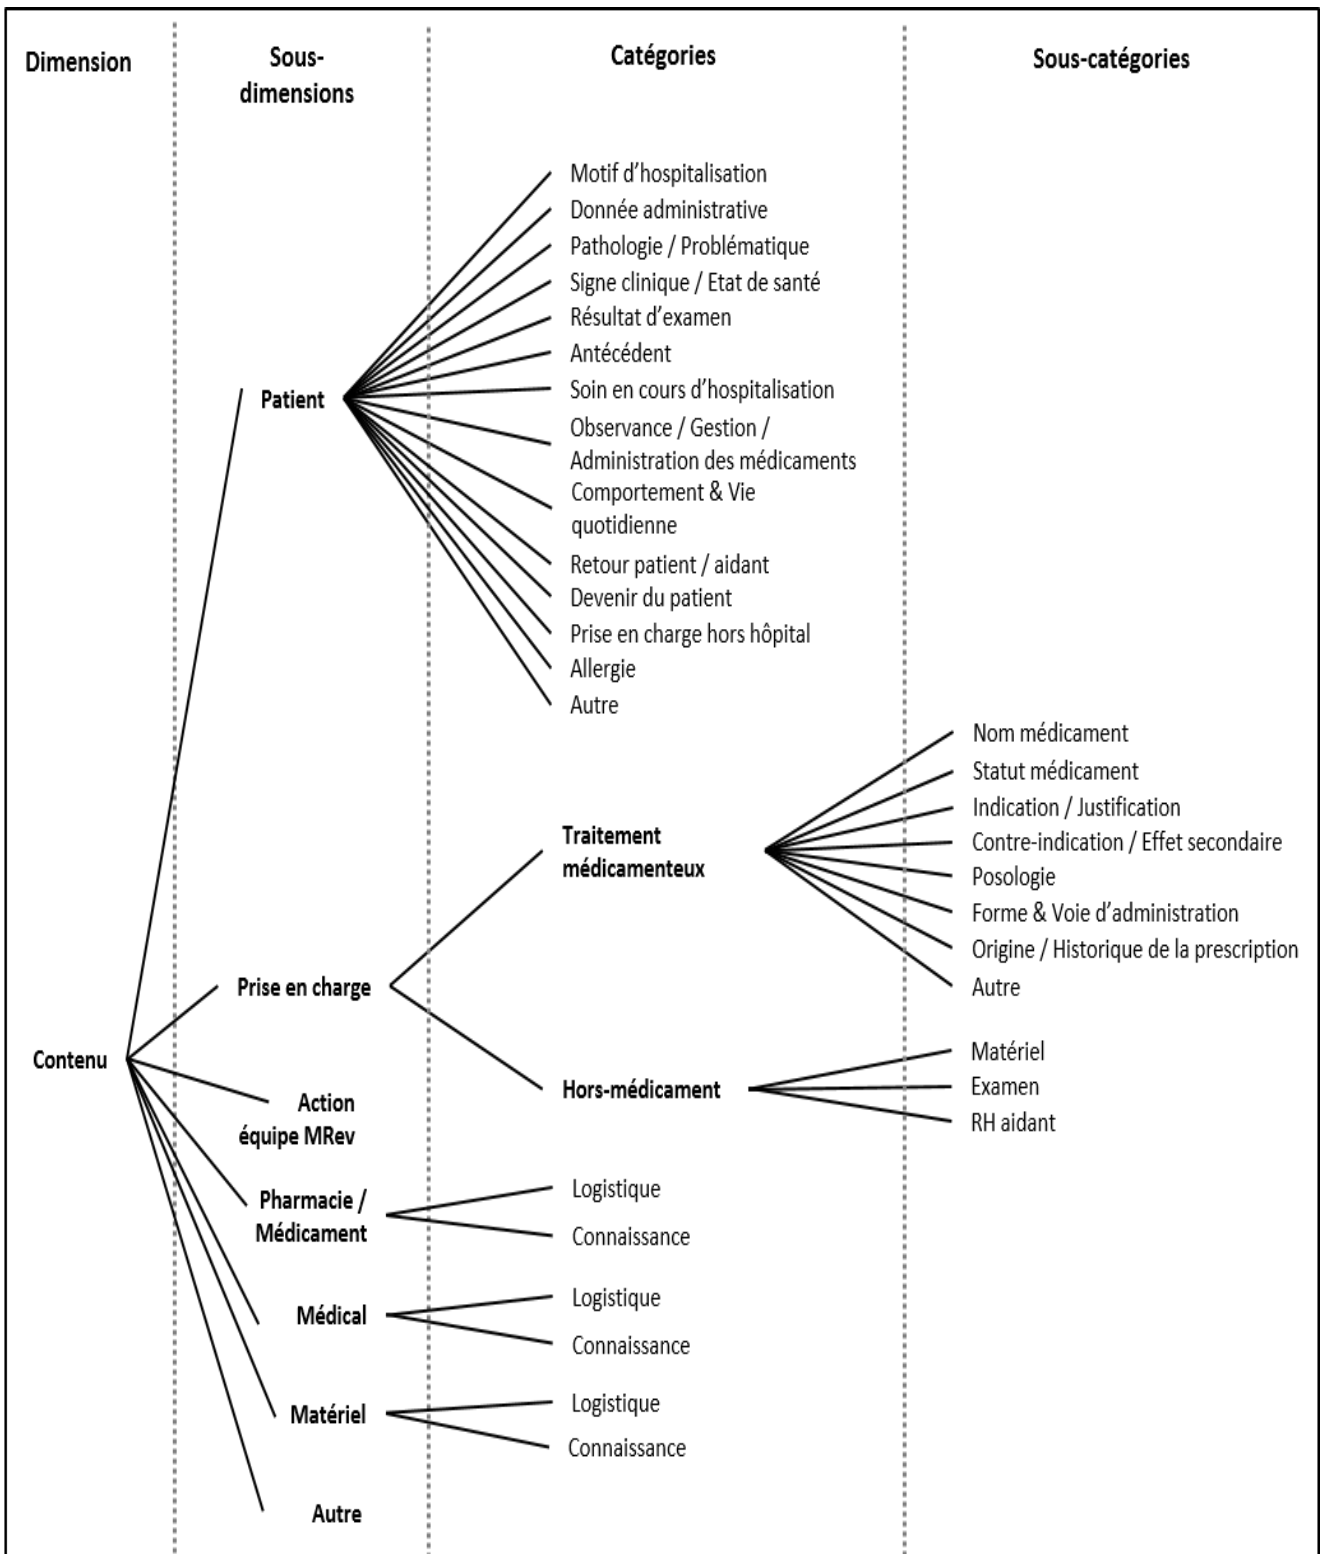 Dimension
Sous-
dimensions
Catégories
Sous-catégories
Motif d’hospitalisation
Donnée administrative
Pathologie / Problématique
Signe clinique / Etat de santé
Résultat d’examen
Antécédent
Soin en cours d’hospitalisation
Observance / Gestion /
Administration des médicaments
Comportement & Vie
quotidienne
Retour patient / aidant
Devenir du patient
Prise en charge hors hôpital
Allergie
Autre
Patient
Nom médicament
Statut médicament
Indication / Justification
Contre-indication / Effet secondaire
Posologie
Forme & Voie d’administration
Origine / Historique de la prescription
Autre
Traitement
médicamenteux
Prise en charge
Hors-médicament
Matériel
Examen
RH aidant
Contenu
Action
équipe MRev
Pharmacie /
Médicament
Logistique
Connaissance
Médical
Logistique
Connaissance
Matériel
Logistique
Connaissance
Autre